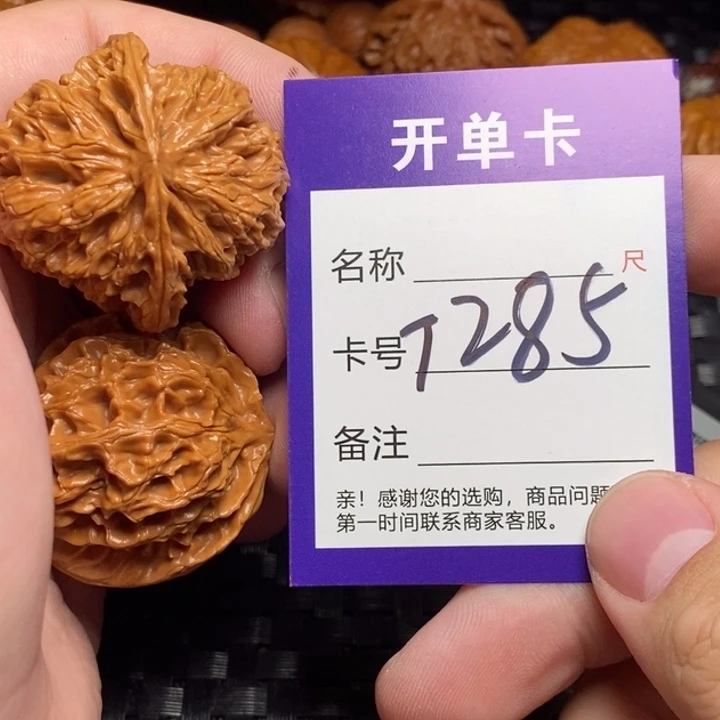 开单卡
名称 尺
卡号 7285
备注
亲！感谢您的选购，商品问题
第一时间联系商家客服。